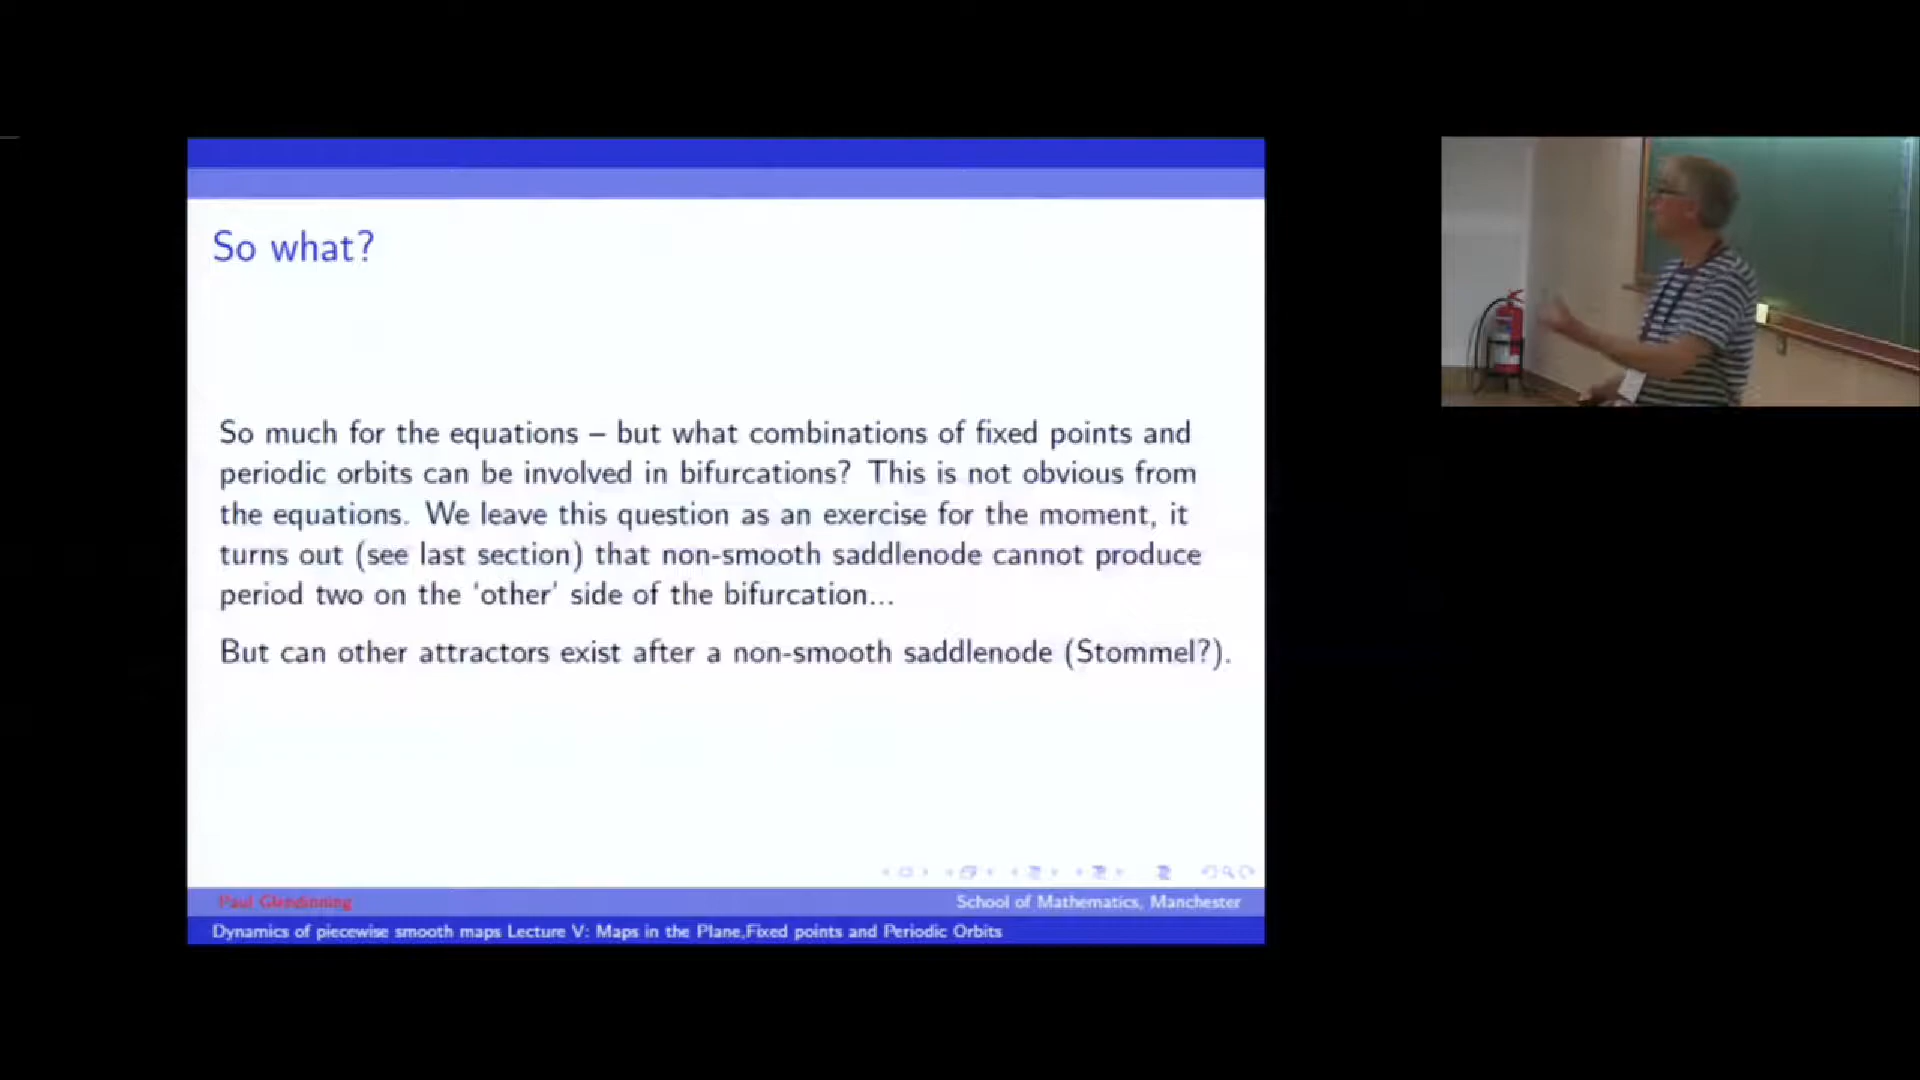 So what?
So much for the equations – but what combinations of fixed points and
periodic orbits can be involved in bifurcations? This is not obvious from
the equations. We leave this question as an exercise for the moment, it
turns out (see last section) that non-smooth saddlenode cannot produce
period two on the 'other' side of the bifurcation...
But can other attractors exist after a non-smooth saddlenode (Stommel?).
Paul Glendinning
School of Mathematics, Manchester
Dynamics of piecewise smooth maps Lecture V: Maps in the Plane,Fixed points and Periodic Orbits